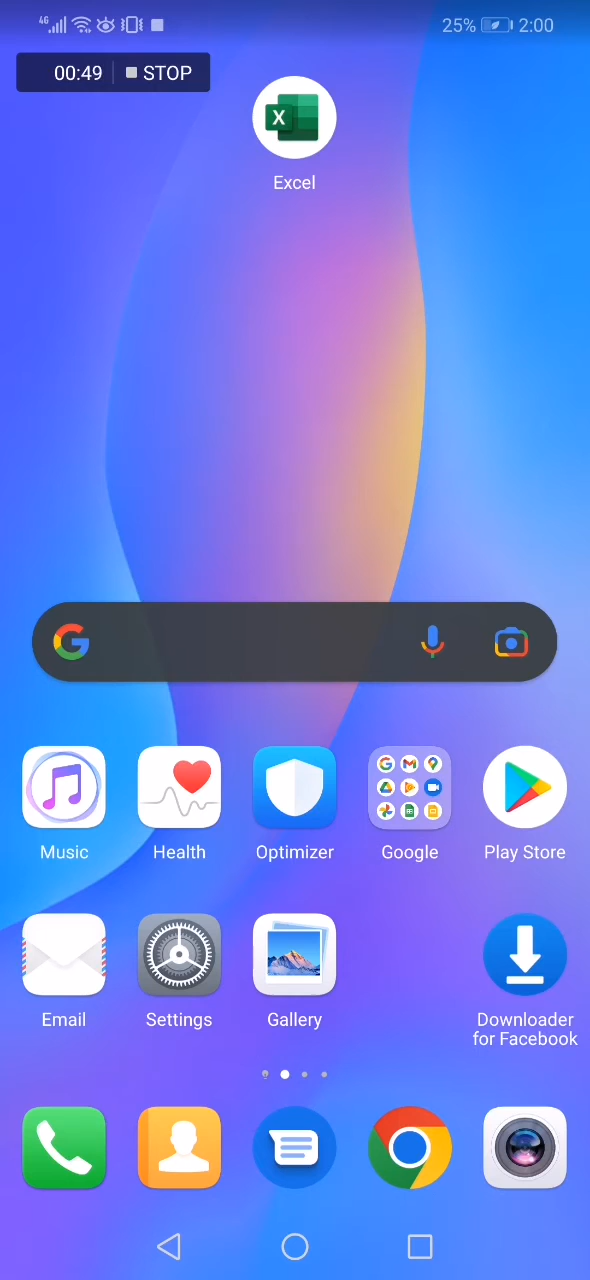 4G 25% 2:00
00:49 STOP
X
Excel
G
Music Health Optimizer Google Play Store
Email Settings Gallery Downloader
for Facebook